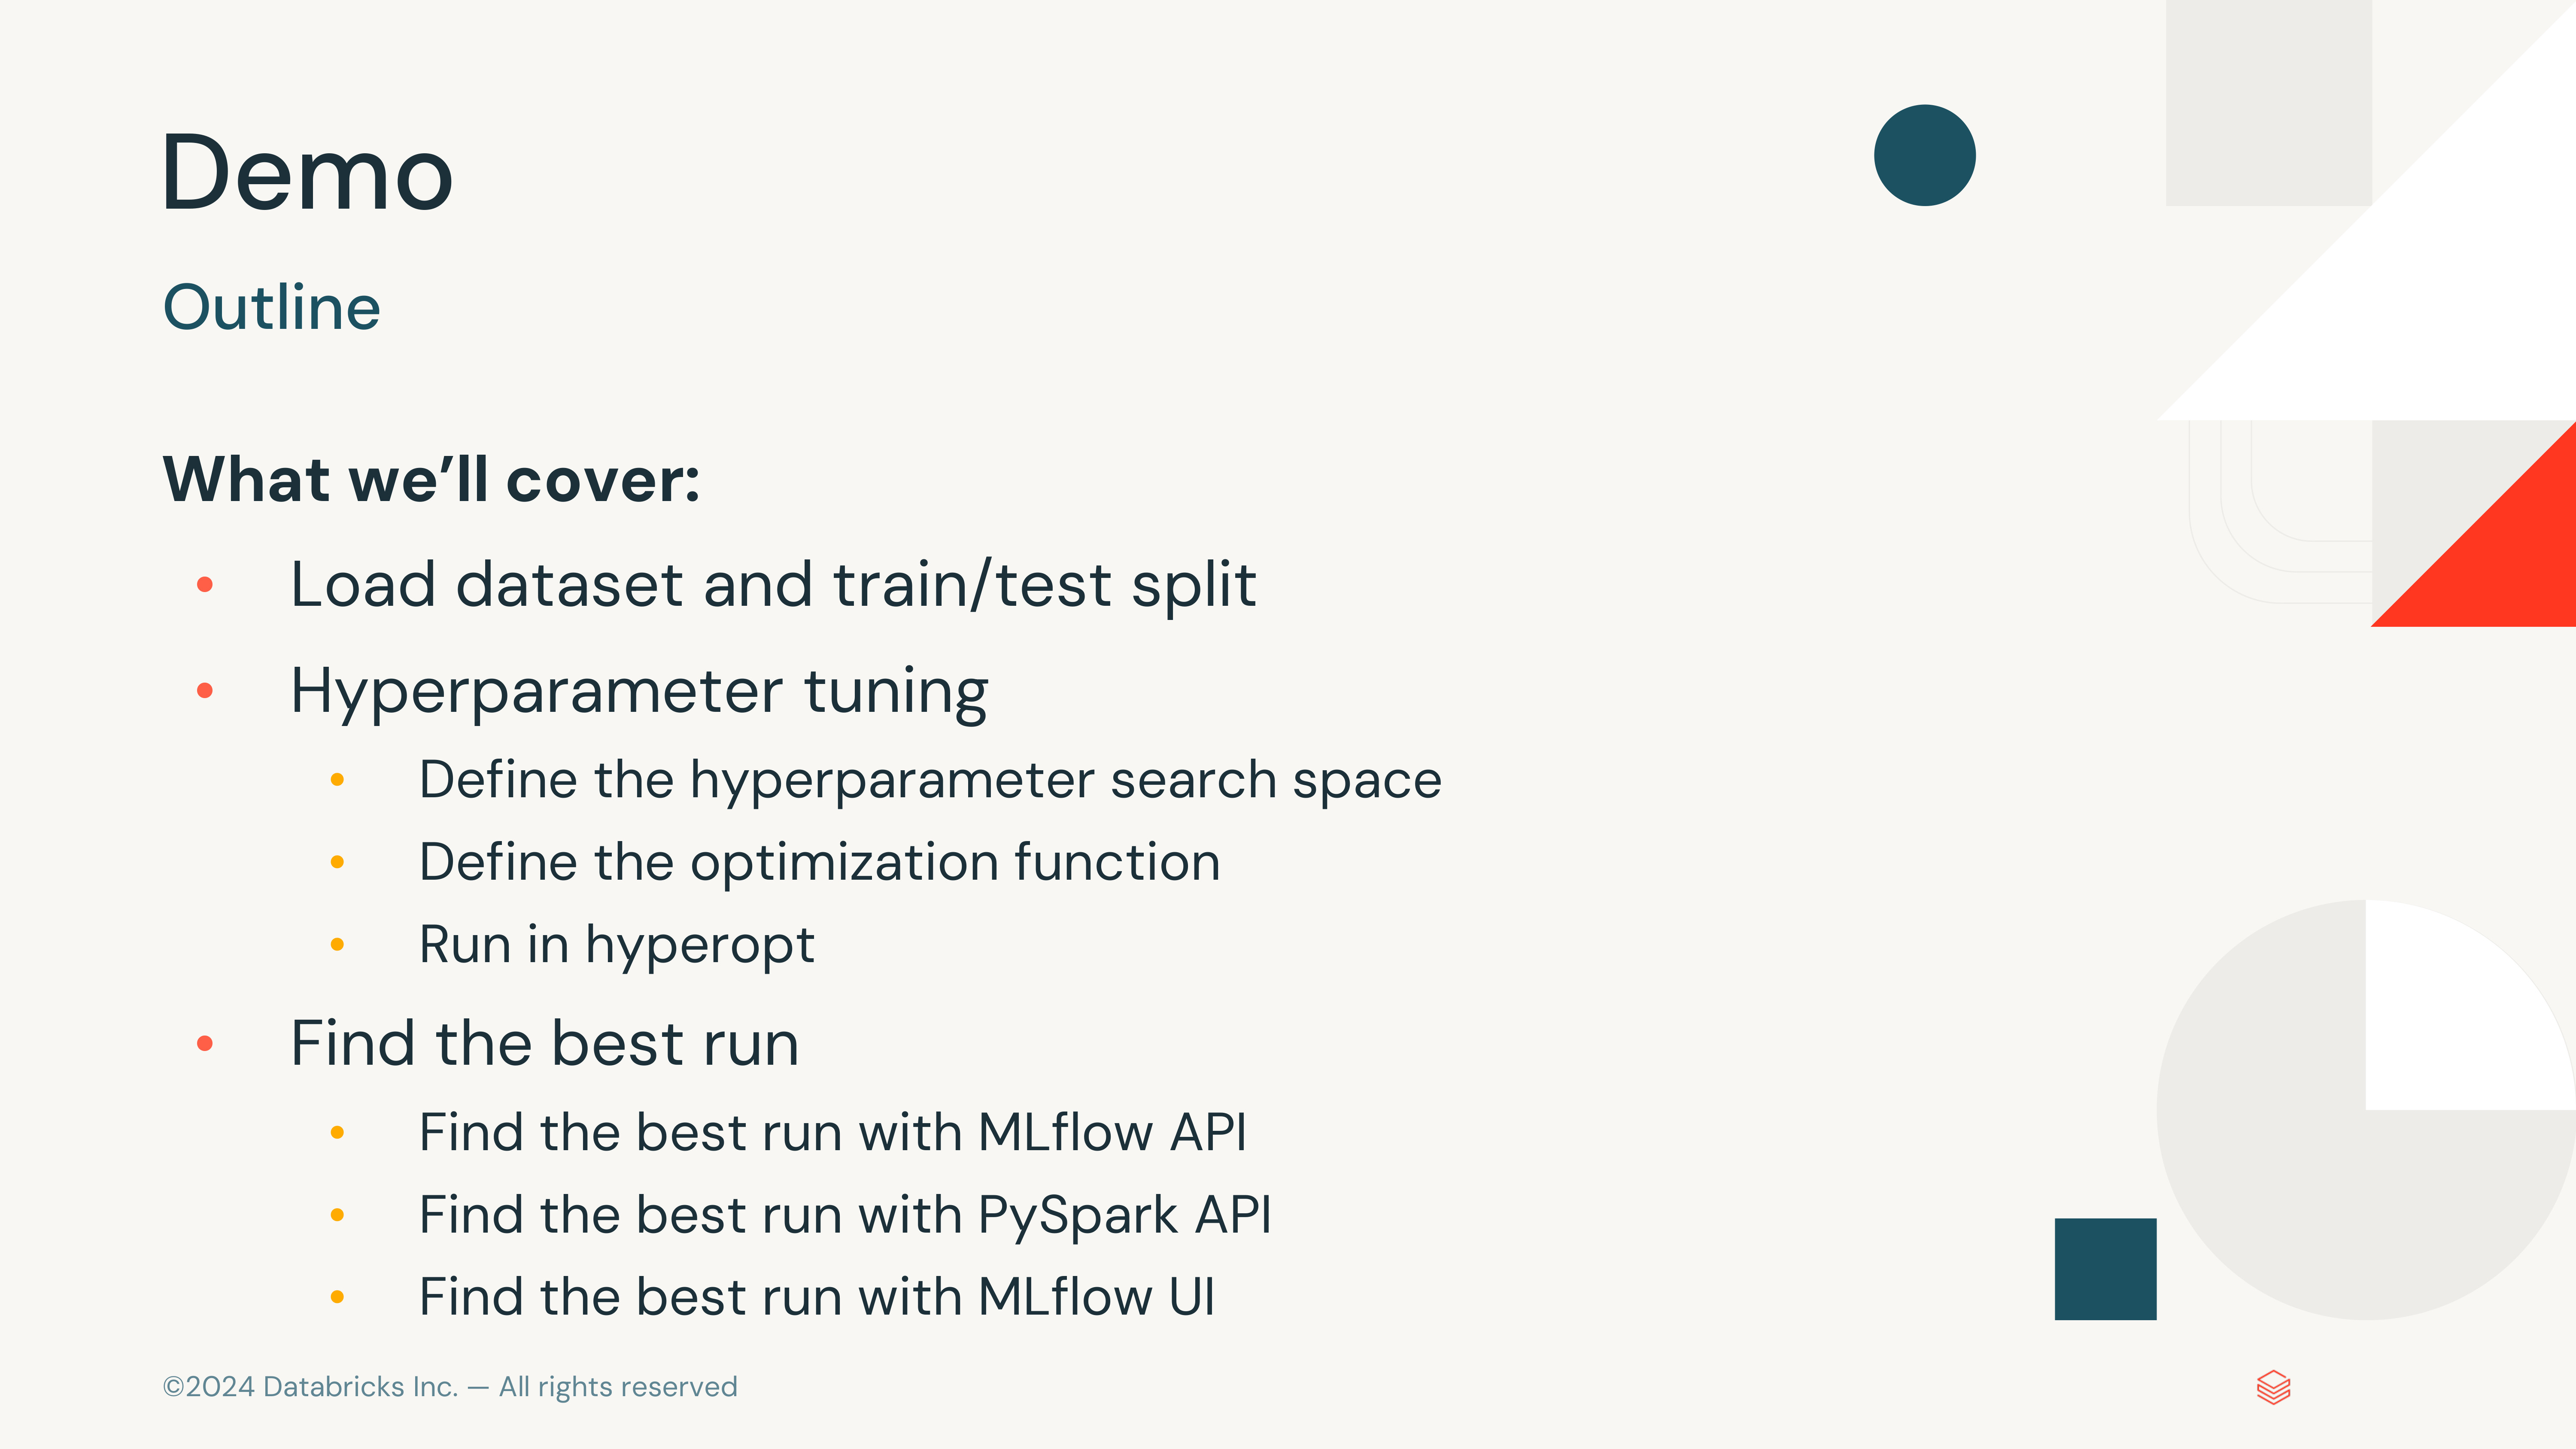 Demo
Outline
What we’ll cover:
• Load dataset and train/test split
• Hyperparameter tuning
• Define the hyperparameter search space
• Define the optimization function
• Run in hyperopt
• Find the best run
• Find the best run with MLflow API
• Find the best run with PySpark API
• Find the best run with MLflow UI
©2024 Databricks Inc. — All rights reserved